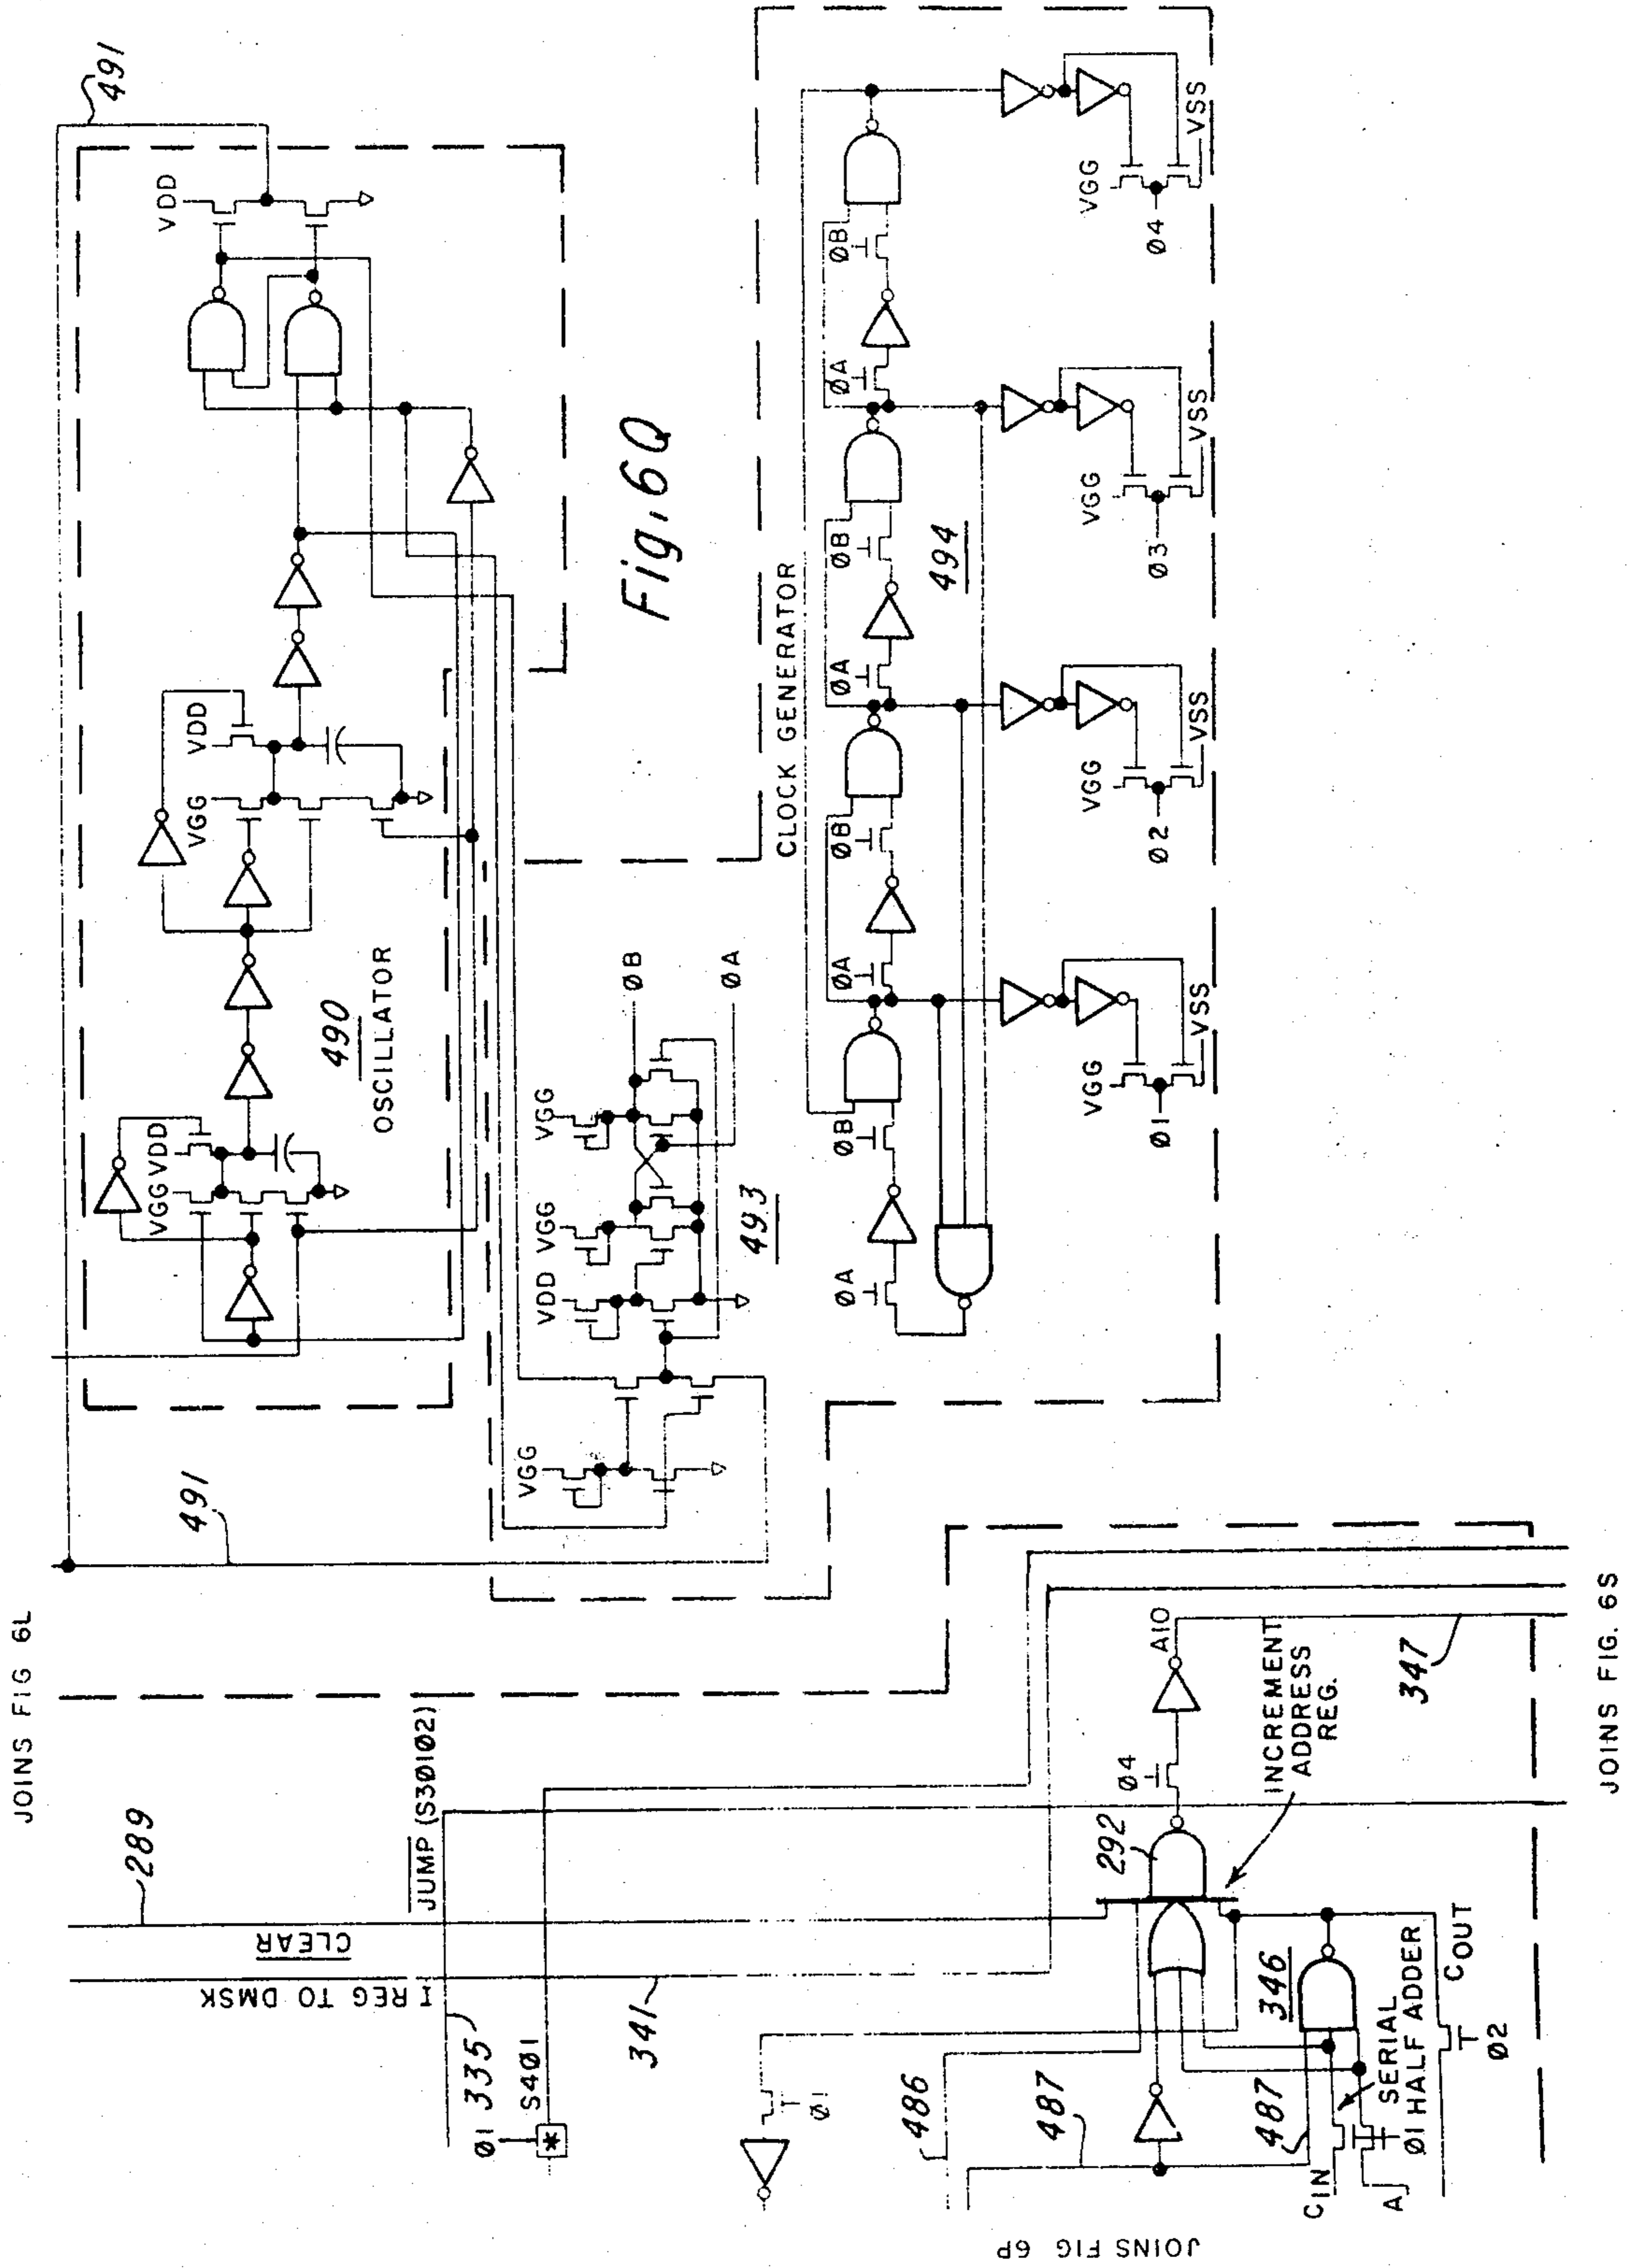 JOINS FIG 6L
491
VDD
490
OSCILLATOR
VGG
VDD
VGG
VDD
Fig. 6Q
491
VGG
VDD
VGG
VGG
ØB
ØA
493
CLOCK GENERATOR
494
ØA
ØB
ØA
ØB
ØA
ØB
ØA
ØB
VGG
Ø1
VSS
VGG
Ø2
VSS
VGG
Ø3
VSS
VGG
Ø4
VSS
289
CLEAR
I REG TO DMSK
JUMP (S3Ø1Ø2)
335
Ø1
S4Ø1
*
341
Ø1
486
487
487
292
Ø4
A10
INCREMENT
ADDRESS
REG.
347
346
SERIAL
HALF ADDER
Ø1
CIN
A
COUT
Ø2
JOINS FIG 6P
JOINS FIG. 6S